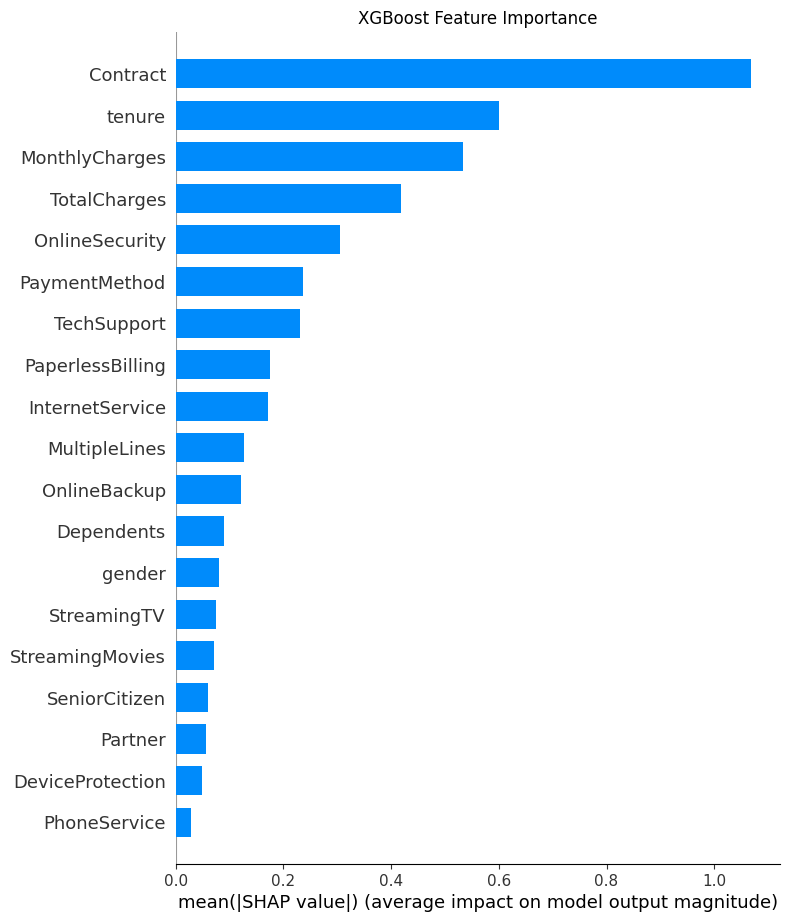 XGBoost Feature Importance
Contract
tenure
MonthlyCharges
TotalCharges
OnlineSecurity
PaymentMethod
TechSupport
PaperlessBilling
InternetService
MultipleLines
OnlineBackup
Dependents
gender
StreamingTV
StreamingMovies
SeniorCitizen
Partner
DeviceProtection
PhoneService
0.0 0.2 0.4 0.6 0.8 1.0
mean(|SHAP value|) (average impact on model output magnitude)